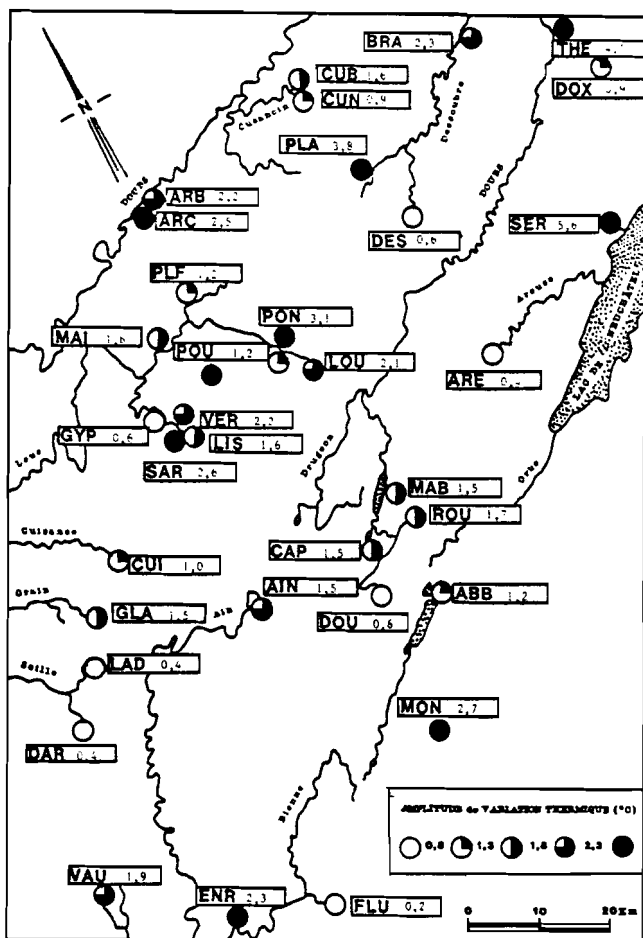 BRA 2,3
THE
DOX 0,9
CUB 1,6
CUN 0,9
Cusancin
Dessoubre
PLA 3,8
N
DOUBS
DOUBS
ARB 2,2
ARC 2,5
DES 0,6
SER 5,6
PLF
Areuse
LAC DE NEUCHATEL
PON 3,1
MAI 1,6
POU 1,2
LOU 2,1
ARE
VER 2,2
GYP 0,6
LIS 1,6
SAR 2,6
Loue
Drugeon
Orbe
MAB 1,5
ROU 1,7
Cuisance
CUI 1,0
CAP 1,5
AIN 1,5
ABB 1,2
Ain
DOU 0,6
GLA
Seille
LAD 0,4
MON 2,7
DAR
Bienne
AMPLITUDE de VARIATION THERMIQUE (°C)
0,8 1,3 1,8 2,3
VAU 1,9
ENR 2,3
FLU 0,2
0 10 20 Km